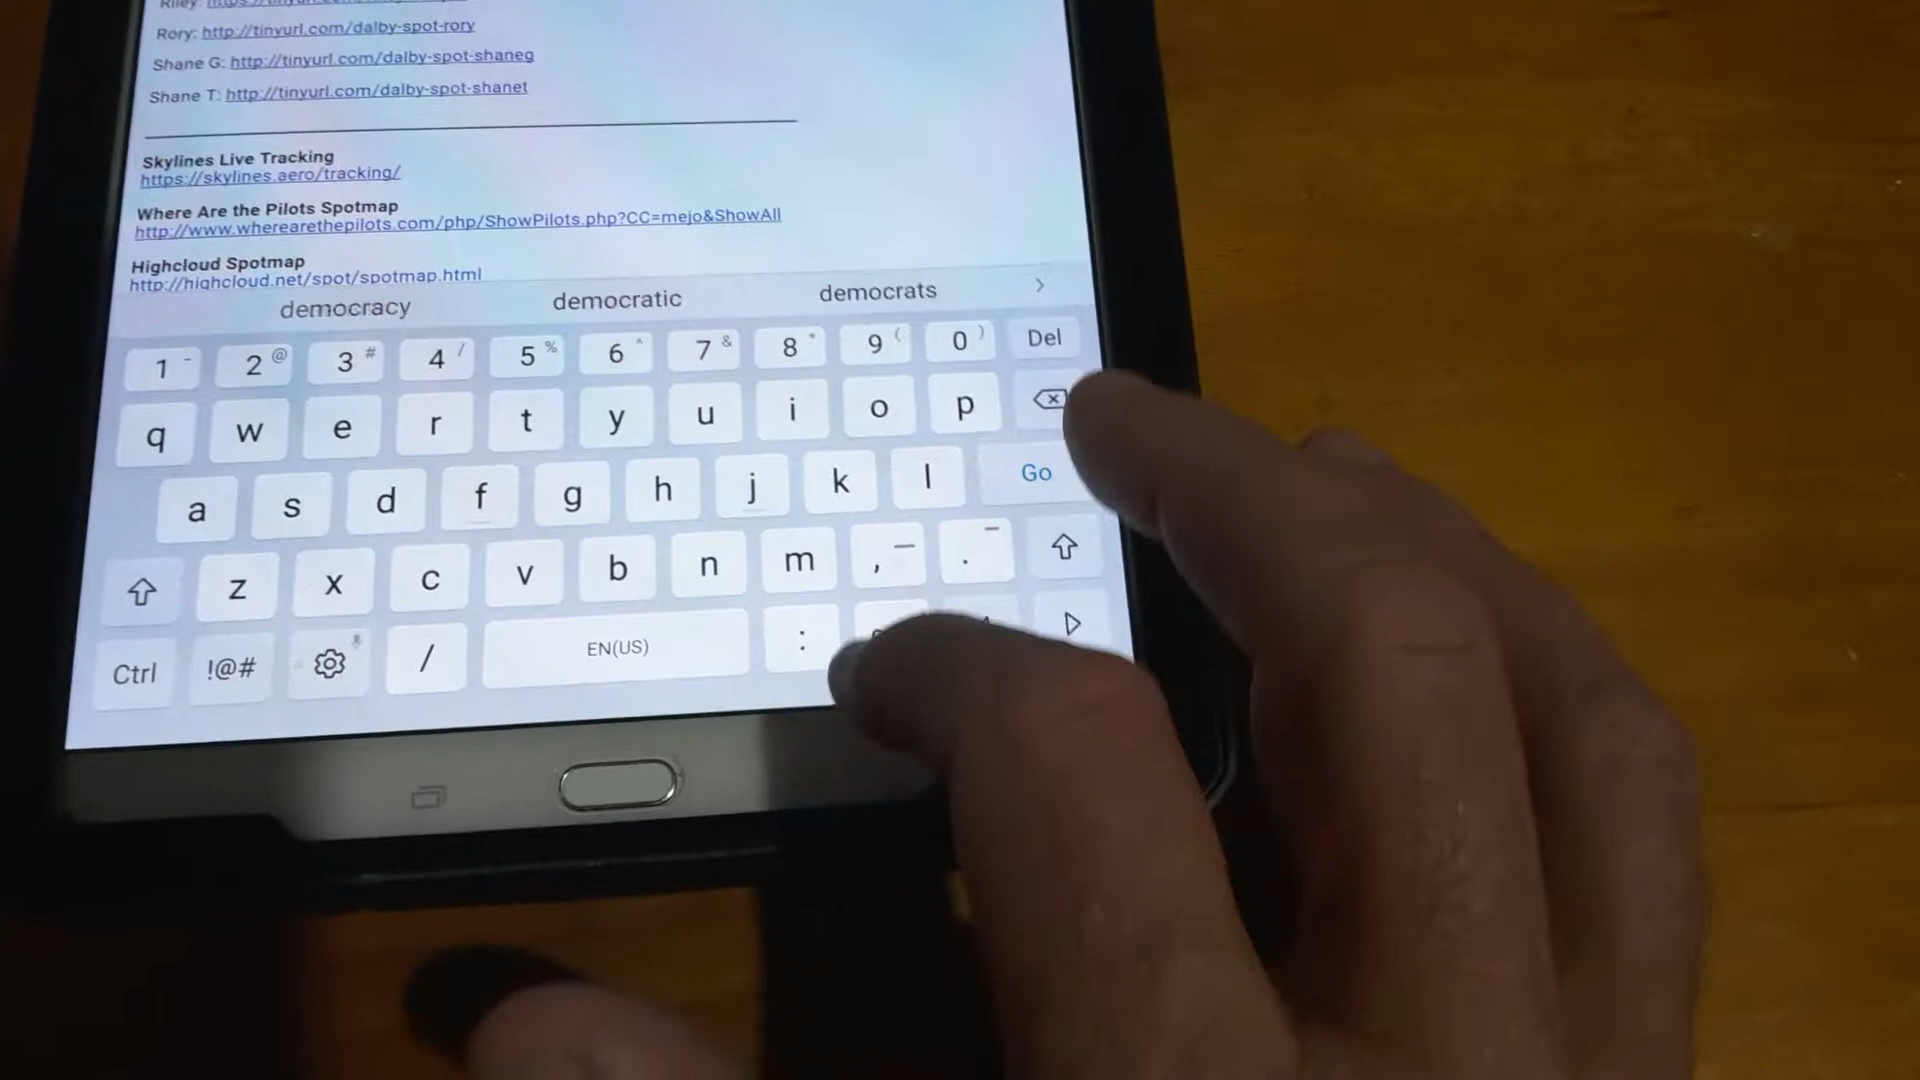 Riley:
Rory: http://tinyurl.com/dalby-spot-rory
Shane G: http://tinyurl.com/dalby-spot-shaneg
Shane T: http://tinyurl.com/dalby-spot-shanet
Skylines Live Tracking
https://skylines.aero/tracking/
Where Are the Pilots Spotmap
http://www.wherearethepilots.com/php/ShowPilots.php?CC=mejo&ShowAll
Highcloud Spotmap
http://highcloud.net/spot/spotmap.html
democracy democratic democrats >
1 - 2 @ 3 # 4 / 5 % 6 ^ 7 & 8 * 9 ( 0 ) Del
q w e r t y u i o p
a s d f g h j k l Go
z x c v b n m , .
Ctrl !@# / EN(US) :